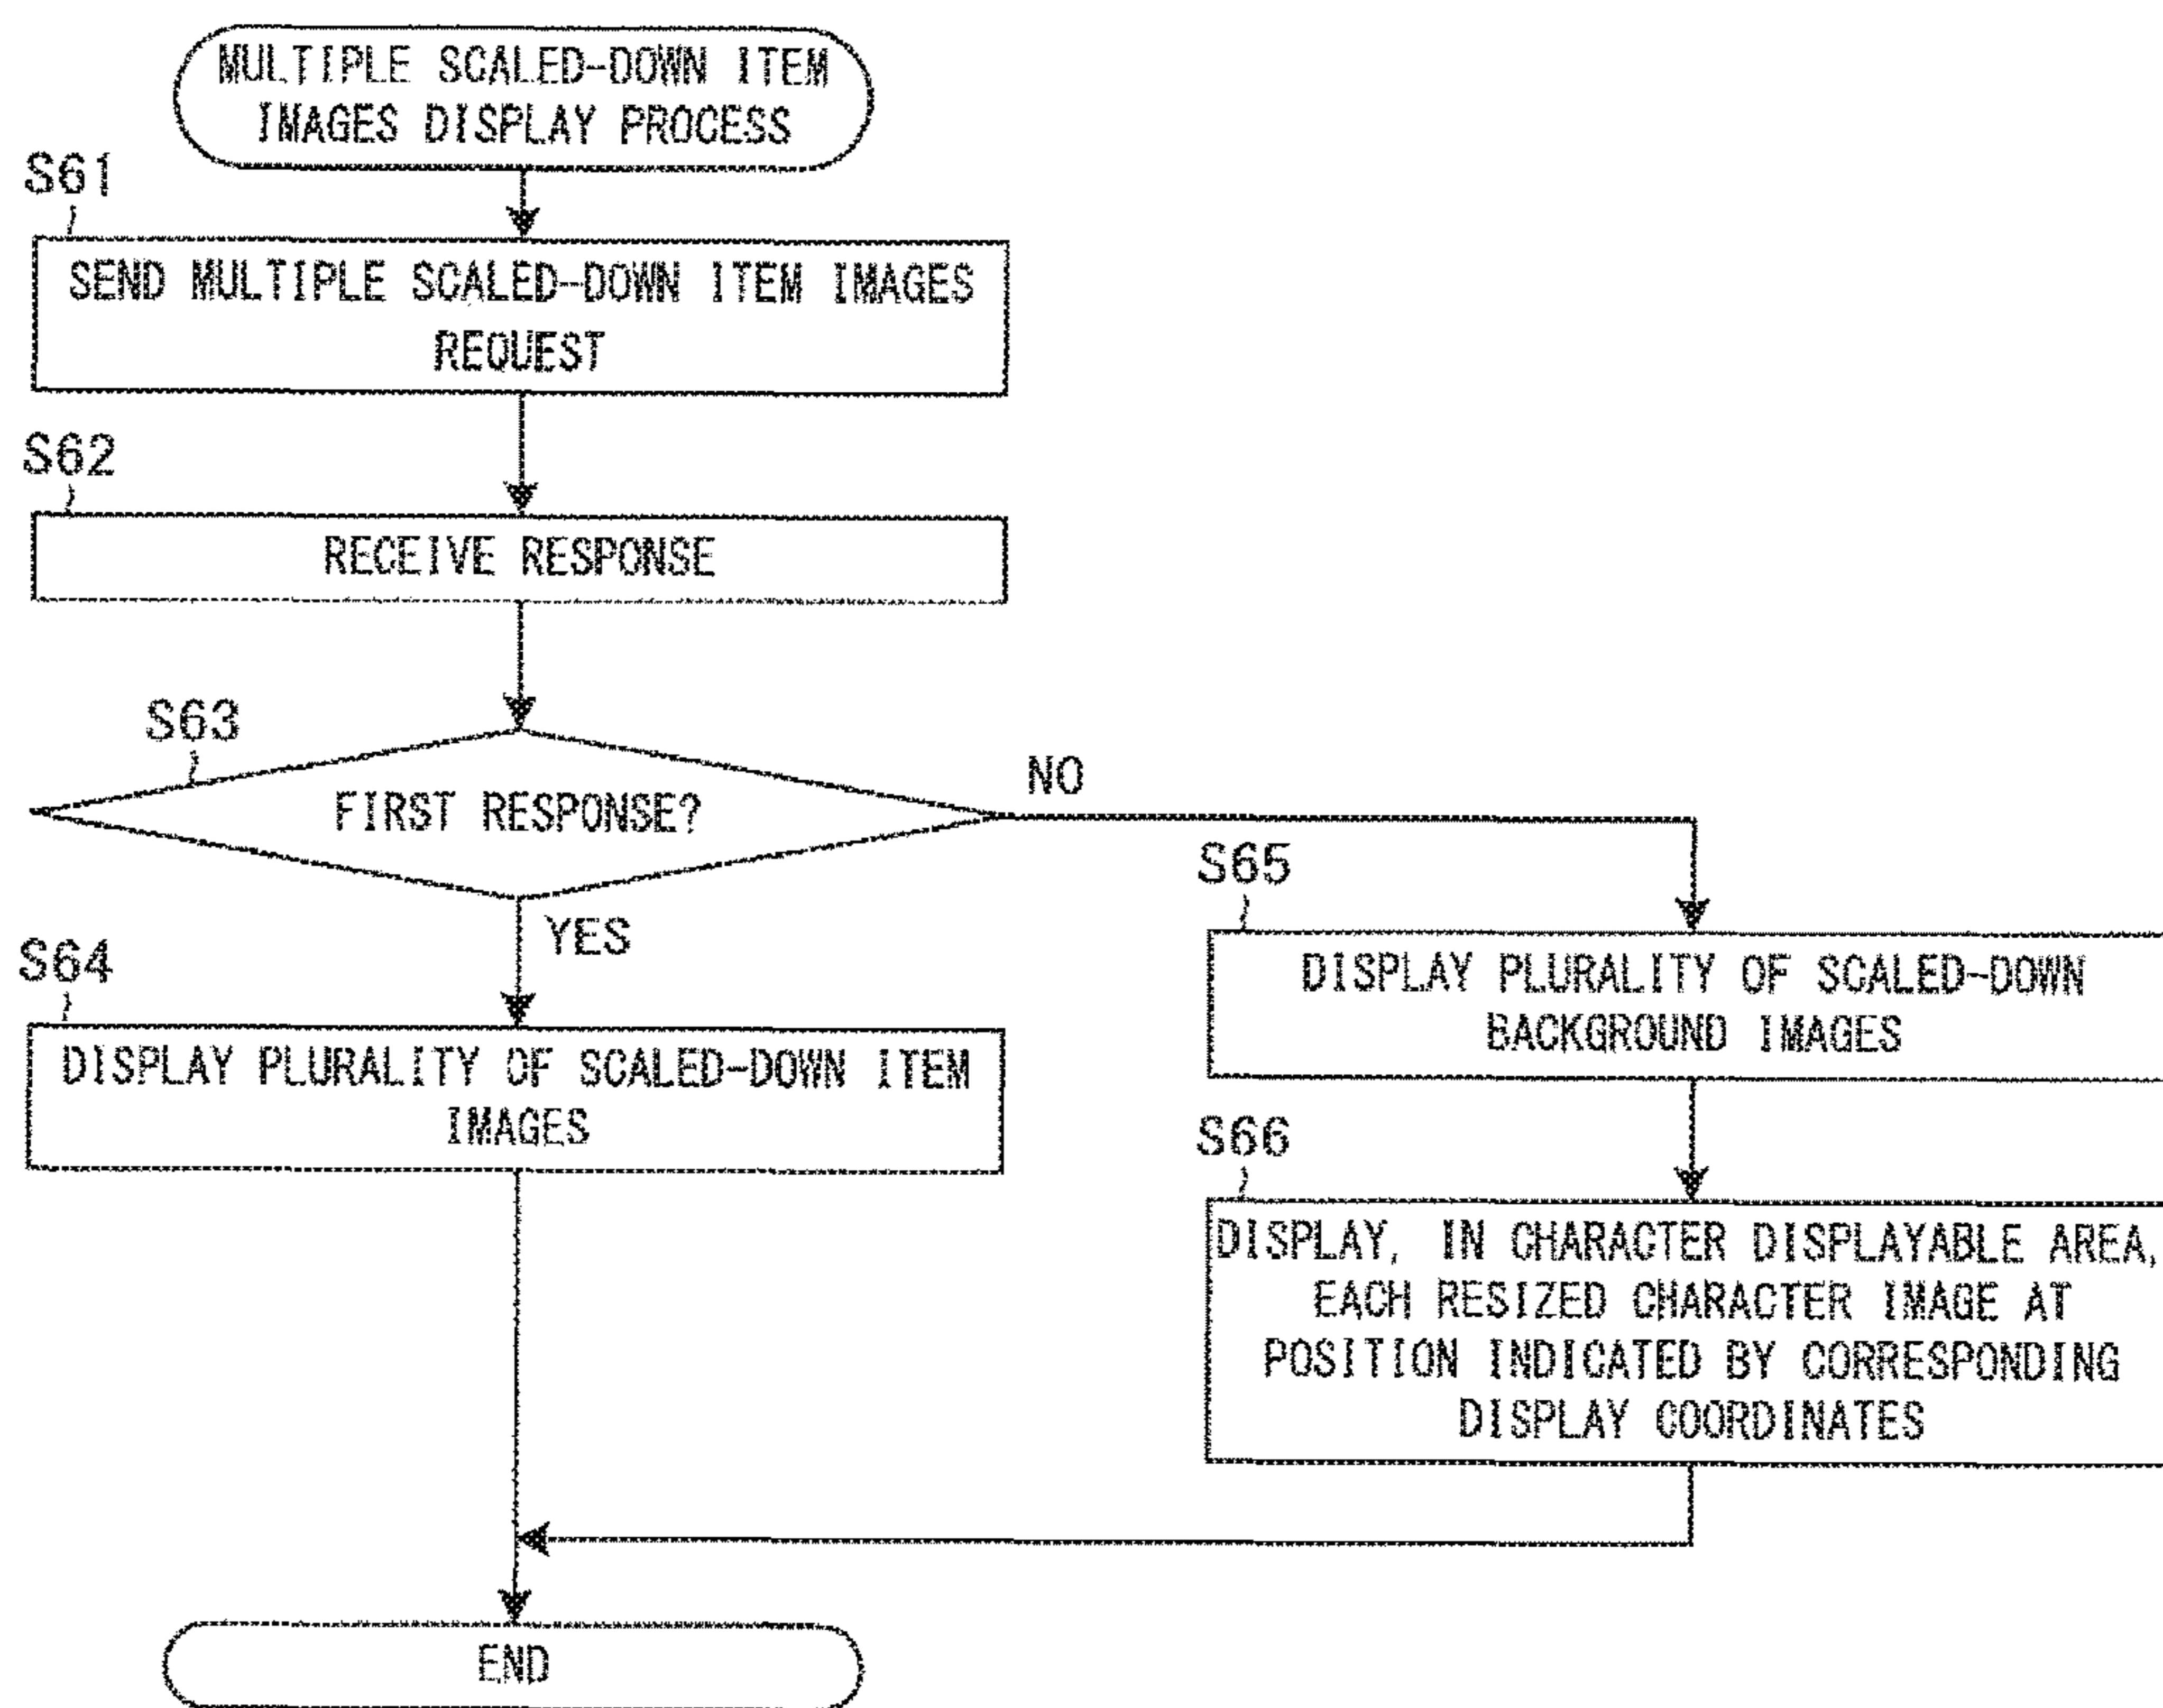 MULTIPLE SCALED-DOWN ITEM
IMAGES DISPLAY PROCESS
S61
SEND MULTIPLE SCALED-DOWN ITEM IMAGES
REQUEST
S62
RECEIVE RESPONSE
S63
FIRST RESPONSE?
NO
YES
S64
DISPLAY PLURALITY OF SCALED-DOWN ITEM
IMAGES
S65
DISPLAY PLURALITY OF SCALED-DOWN
BACKGROUND IMAGES
S66
DISPLAY, IN CHARACTER DISPLAYABLE AREA,
EACH RESIZED CHARACTER IMAGE AT
POSITION INDICATED BY CORRESPONDING
DISPLAY COORDINATES
END